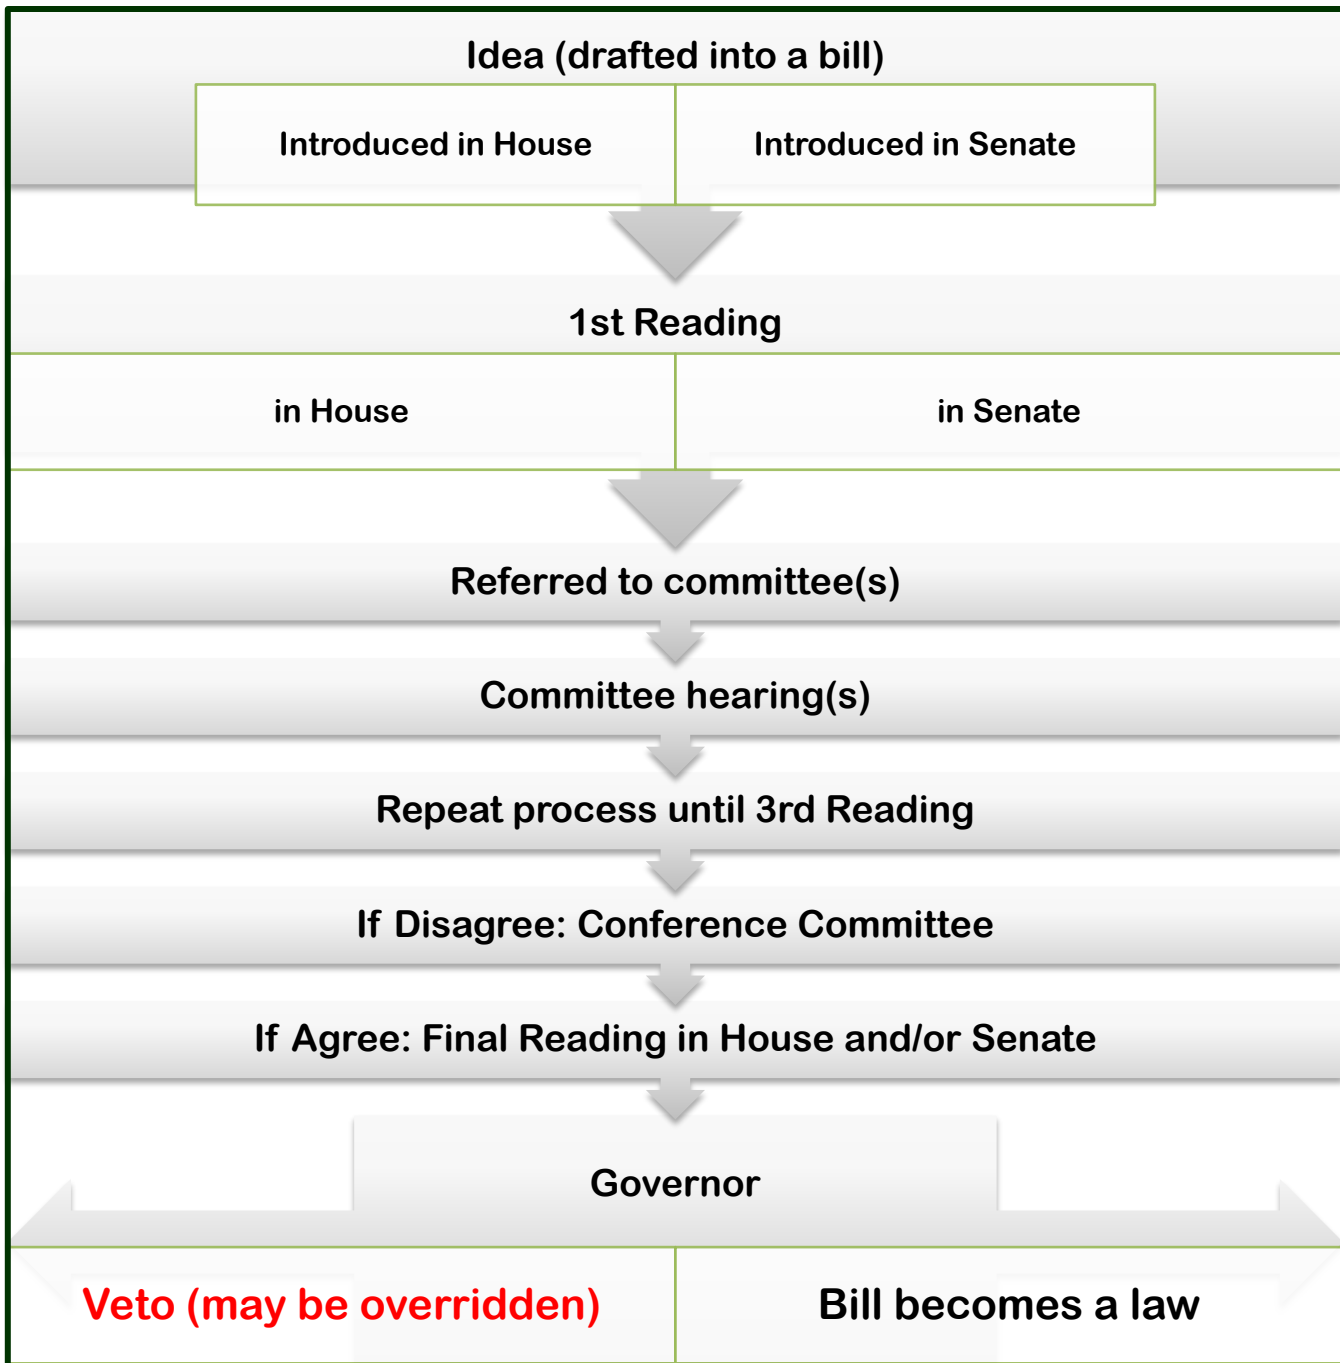 Idea (drafted into a bill)
Introduced in House
Introduced in Senate
1st Reading
in House
in Senate
Referred to committee(s)
Committee hearing(s)
Repeat process until 3rd Reading
If Disagree: Conference Committee
If Agree: Final Reading in House and/or Senate
Governor
Veto (may be overridden)
Bill becomes a law